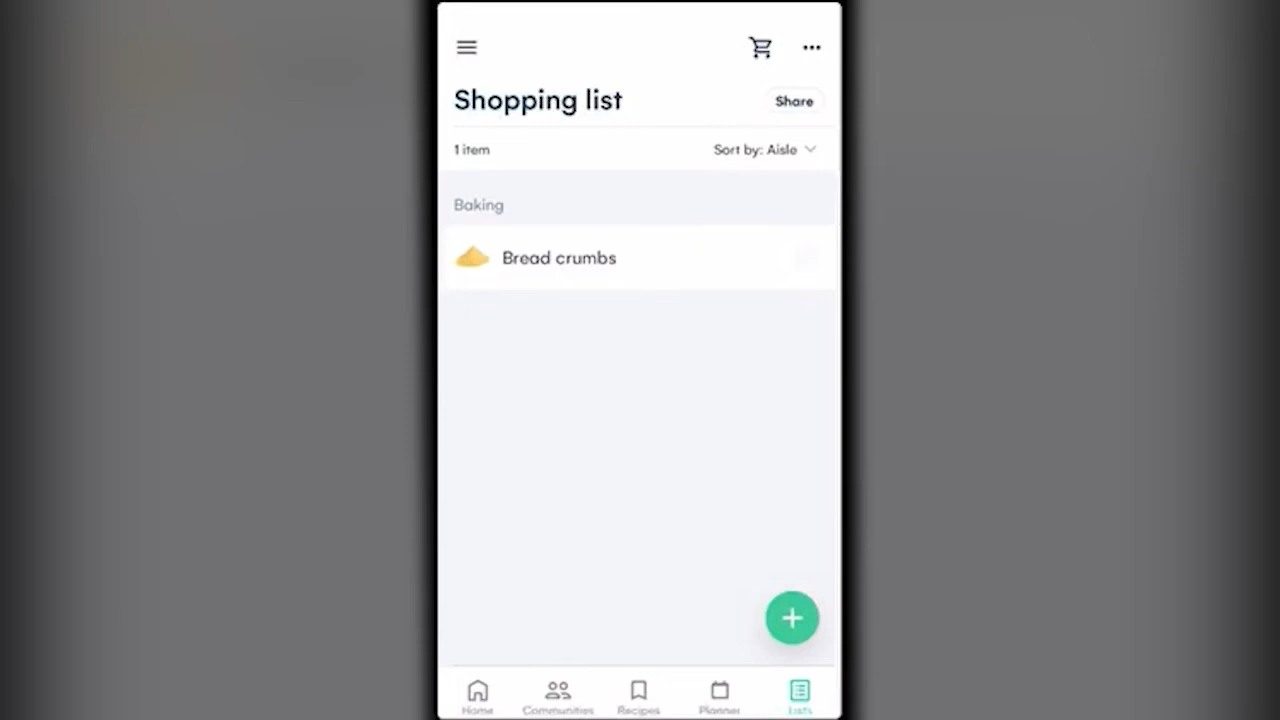 Shopping list
Share
1 item
Sort by: Aisle
Baking
Bread crumbs
Home
Communities
Recipes
Planner
Lists